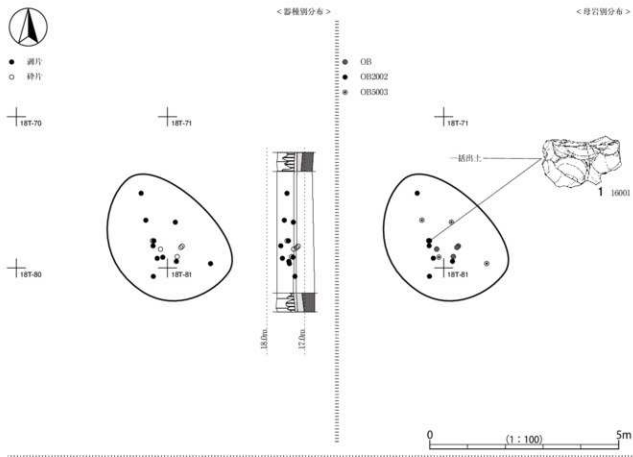 <器種別分布>
<母岩別分布>
● 剥片
○ 砕片
OB
OB2002
OB5003
18T-70
18T-71
18T-71
一括出土
1 16001
18T-80
18T-81
18T-81
18.0m
17.0m
0
5m
(1:100)